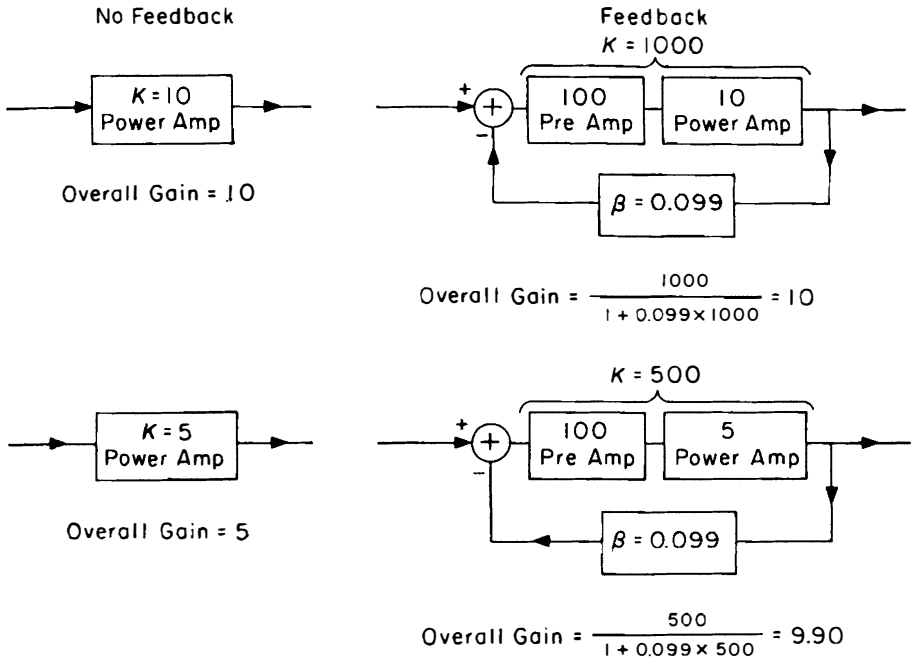 No Feedback
Feedback
K = 1000
K = 10
Power Amp
+
+
−
100
Pre Amp
10
Power Amp
β = 0.099
Overall Gain = 10
Overall Gain = 1000 / 1 + 0.099 × 1000 = 10
K = 500
K = 5
Power Amp
+
+
−
100
Pre Amp
5
Power Amp
β = 0.099
Overall Gain = 5
Overall Gain = 500 / 1 + 0.099 × 500 = 9.90